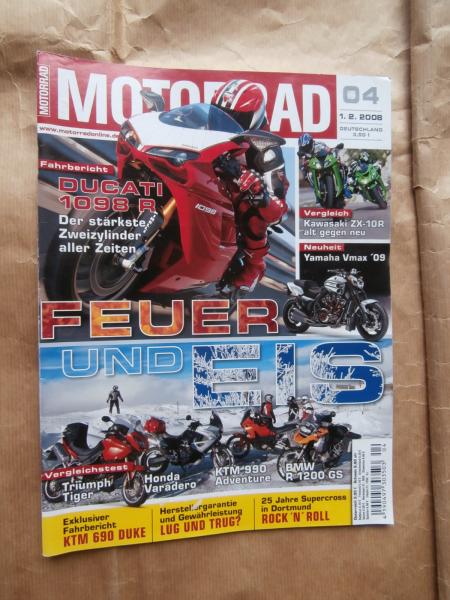 MOTORRAD
MOTORRAD
04
1. 2. 2008
DEUTSCHLAND
www.motorradonline.de
Fahrbericht
DUCATI
1098 R
Der stärkste
Zweizylinder
aller Zeiten
1098
Vergleich
Kawasaki ZX-10R
alt gegen neu
Neuheit
Yamaha Vmax ´09
FEUER
UND EIS
Vergleichstest
Triumph
Tiger
Honda
Varadero
KTM 990
Adventure
BMW
R 1200 GS
Exklusiver
Fahrbericht
KTM 690 DUKE
Herstellergarantie
und Gewährleistung
LUG UND TRUG?
25 Jahre Supercross
in Dortmund
ROCK´N´ROLL